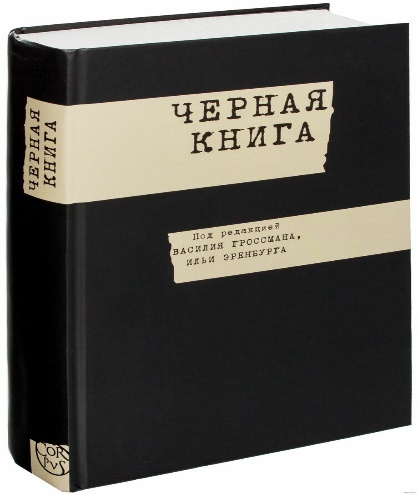 ЧЕРНАЯ
КНИГА
ЧЕРНАЯ
КНИГА
Под редакцией
ВАСИЛИЯ ГРОССМАНА,
ИЛЬИ ЭРЕНБУРГА
COR
PVS